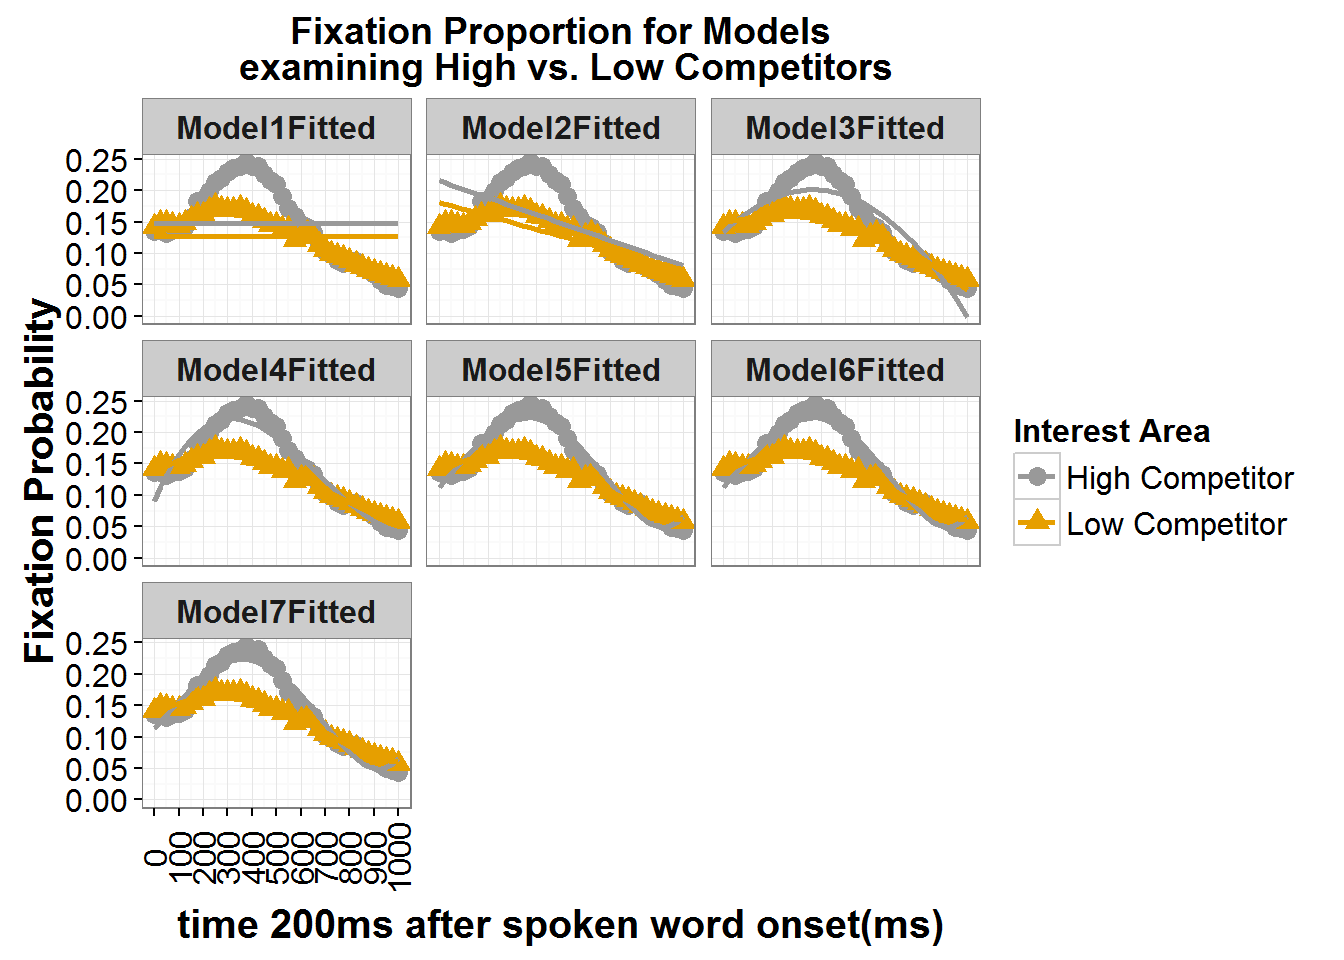 Fixation Proportion for Models
examining High vs. Low Competitors
Model1Fitted
Model2Fitted
Model3Fitted
0.25
0.20
0.15
0.10
0.05
0.00
Model4Fitted
Model5Fitted
Model6Fitted
0.25
0.20
0.15
0.10
0.05
0.00
Model7Fitted
0.25
0.20
0.15
0.10
0.05
0.00
0
100
200
300
400
500
600
700
800
900
1000
Fixation Probability
time 200ms after spoken word onset(ms)
Interest Area
High Competitor
Low Competitor